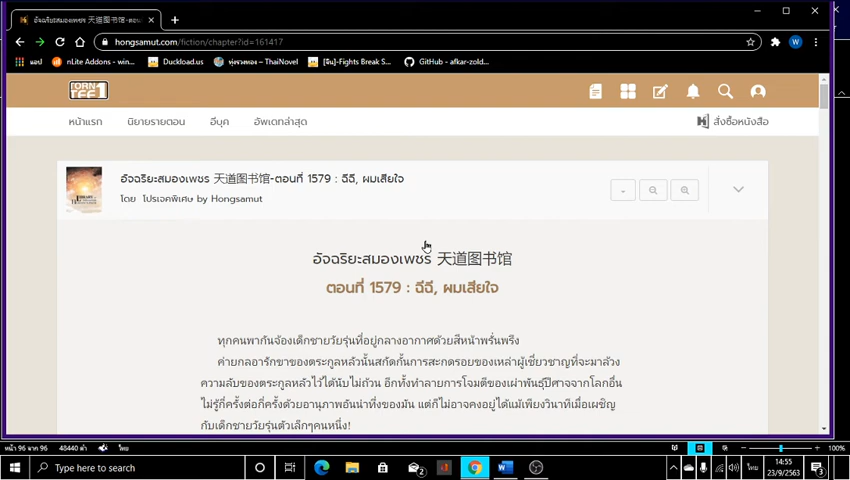 อัจฉริยะสมองเพชร 天道图书馆-ตอน
hongsamut.com/fiction/chapter?id=161417
แอป
nLite Addons - win...
Duckload.us
ทุ่งรวงทอง – ThaiNovel
[จีน]-Fights Break S...
GitHub - afkar-zold...
TORN
TEE1
หน้าแรก
นิยายรายตอน
อีบุค
อัพเดทล่าสุด
สั่งซื้อหนังสือ
อัจฉริยะสมองเพชร 天道图书馆-ตอนที่ 1579 : ฉีฉี, ผมเสียใจ
โดย โปรเจคพิเศษ by Hongsamut
อัจฉริยะสมองเพชร 天道图书馆
ตอนที่ 1579 : ฉีฉี, ผมเสียใจ
ทุกคนพากันจ้องเด็กชายวัยรุ่นที่อยู่กลางอากาศด้วยสีหน้าพรั่นพรึง
ค่ายกลอารักขาของตระกูลหลัวนั้นสกัดกั้นการสะกดรอยของเหล่าผู้เชี่ยวชาญที่จะมาล้วง
ความลับของตระกูลหลัวไว้ได้นับไม่ถ้วน อีกทั้งทำลายการโจมตีของเผ่าพันธุ์ปีศาจจากโลกอื่น
ไม่รู้กี่ครั้งต่อกี่ครั้งด้วยอานุภาพอันน่าทึ่งของมัน แต่ก็ไม่อาจคงอยู่ได้แม้เพียงวินาทีเมื่อเผชิญ
กับเด็กชายวัยรุ่นตัวเล็กๆคนหนึ่ง!
หน้า 96 จาก 96
48440 คำ
ไทย
100%
Type here to search
ไทย
14:55
23/9/2563